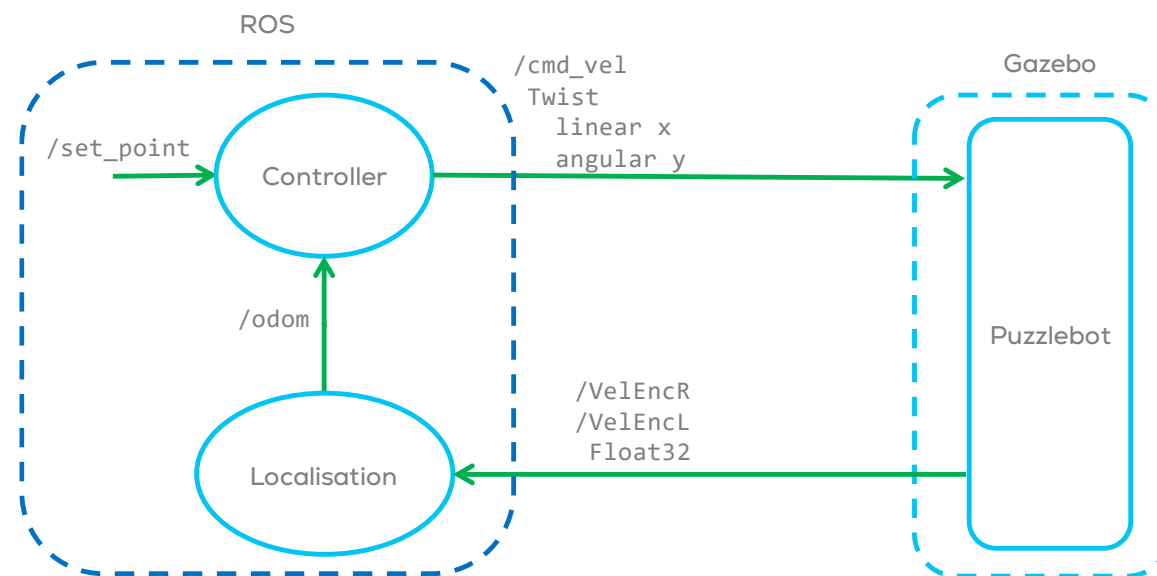 ROS
/cmd_vel
Twist
linear x
angular y
Gazebo
/set_point
Controller
/odom
Puzzlebot
/VelEncR
/VelEncL
Float32
Localisation